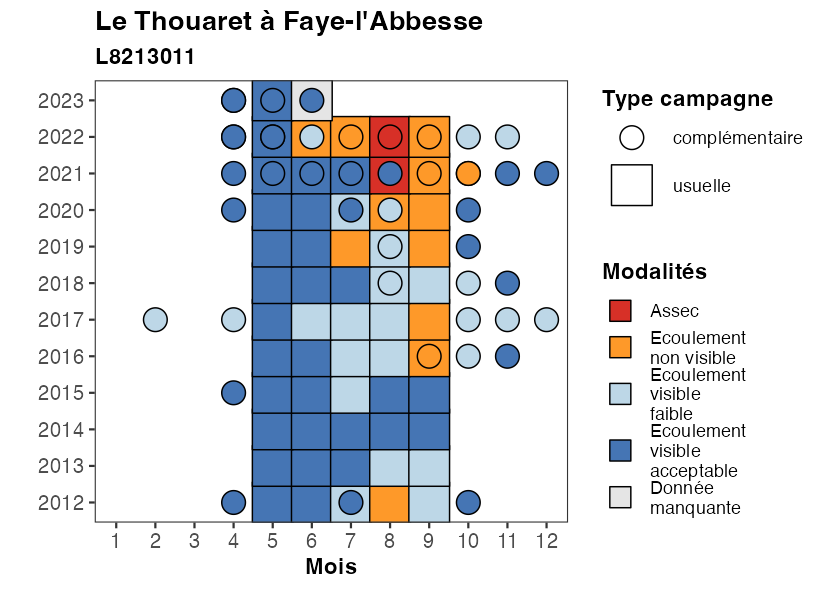 Le Thouaret à Faye-l'Abbesse
L8213011
2023
2022
2021
2020
2019
2018
2017
2016
2015
2014
2013
2012
1 2 3 4 5 6 7 8 9 10 11 12
Mois
Type campagne
complémentaire
usuelle
Modalités
Assec
Ecoulement
non visible
Ecoulement
visible
faible
Ecoulement
visible
acceptable
Donnée
manquante